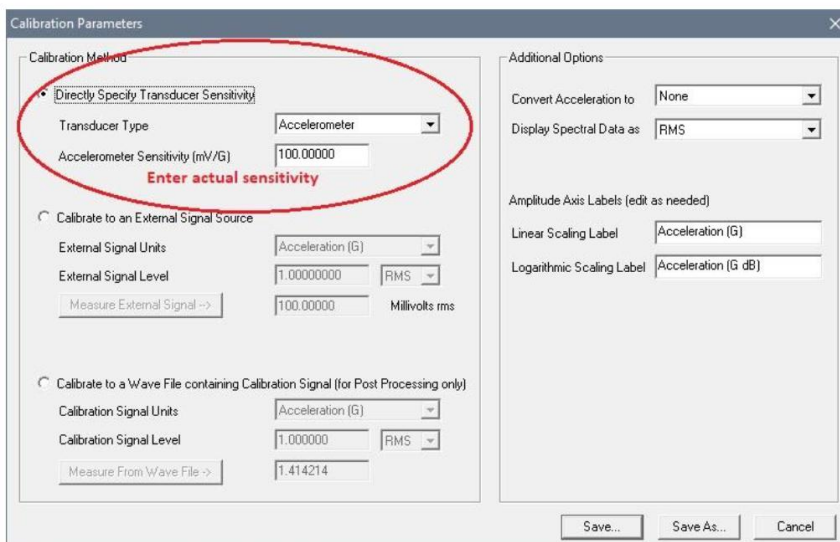 Calibration Parameters
Calibration Method
Directly Specify Transducer Sensitivity
Transducer Type Accelerometer
Accelerometer Sensitivity (mV/G) 100.00000
Enter actual sensitivity
Calibrate to an External Signal Source
External Signal Units Acceleration (G)
External Signal Level 1.00000000 RMS
Measure External Signal --> 100.00000 Millivolts rms
Calibrate to a Wave File containing Calibration Signal (for Post Processing only)
Calibration Signal Units Acceleration (G)
Calibration Signal Level 1.000000 RMS
Measure From Wave File -> 1.414214
Additional Options
Convert Acceleration to None
Display Spectral Data as RMS
Amplitude Axis Labels (edit as needed)
Linear Scaling Label Acceleration (G)
Logarithmic Scaling Label Acceleration (G dB)
Save... Save As... Cancel